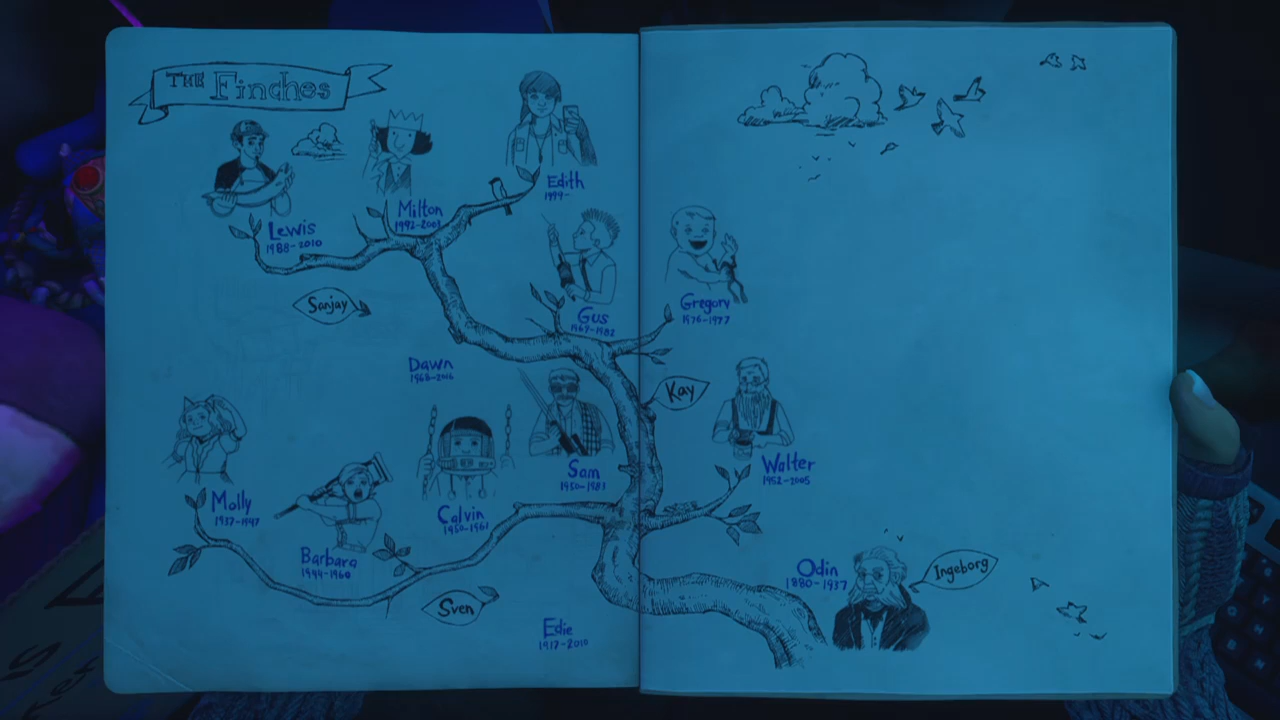 THE Finches
Edith
1999-
Milton
1992-2003
Lewis
1988-2010
Sanjay
Gus
1967-1982
Gregory
1976-1977
Dawn
1968-2016
Kay
Sam
1950-1983
Walter
1952-2005
Molly
1937-1947
Calvin
1950-1961
Barbara
1944-1960
Sven
Edie
1917-2010
Odin
1880-1937
Ingeborg